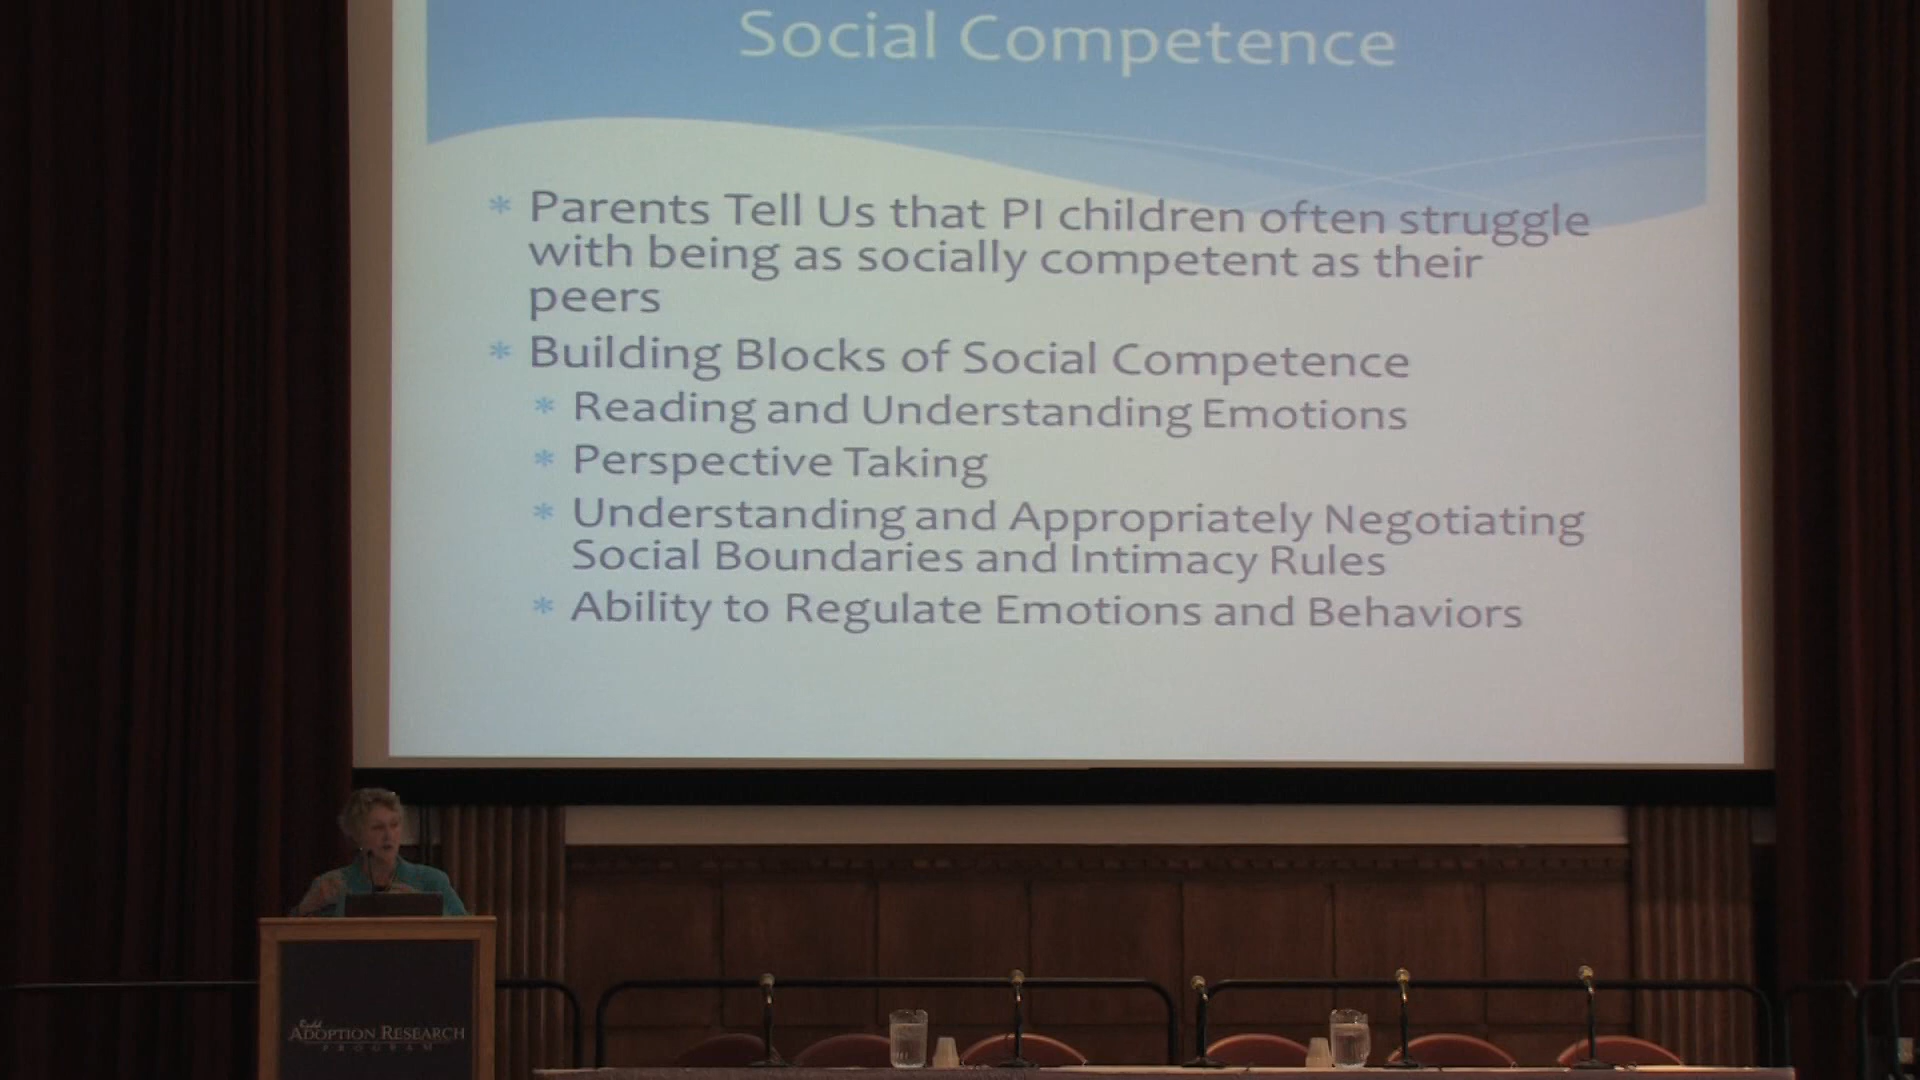 Social Competence
* Parents Tell Us that PI children often struggle
with being as socially competent as their
peers
* Building Blocks of Social Competence
* Reading and Understanding Emotions
* Perspective Taking
* Understanding and Appropriately Negotiating
Social Boundaries and Intimacy Rules
* Ability to Regulate Emotions and Behaviors
Rudd
ADOPTION RESEARCH
PROGRAM